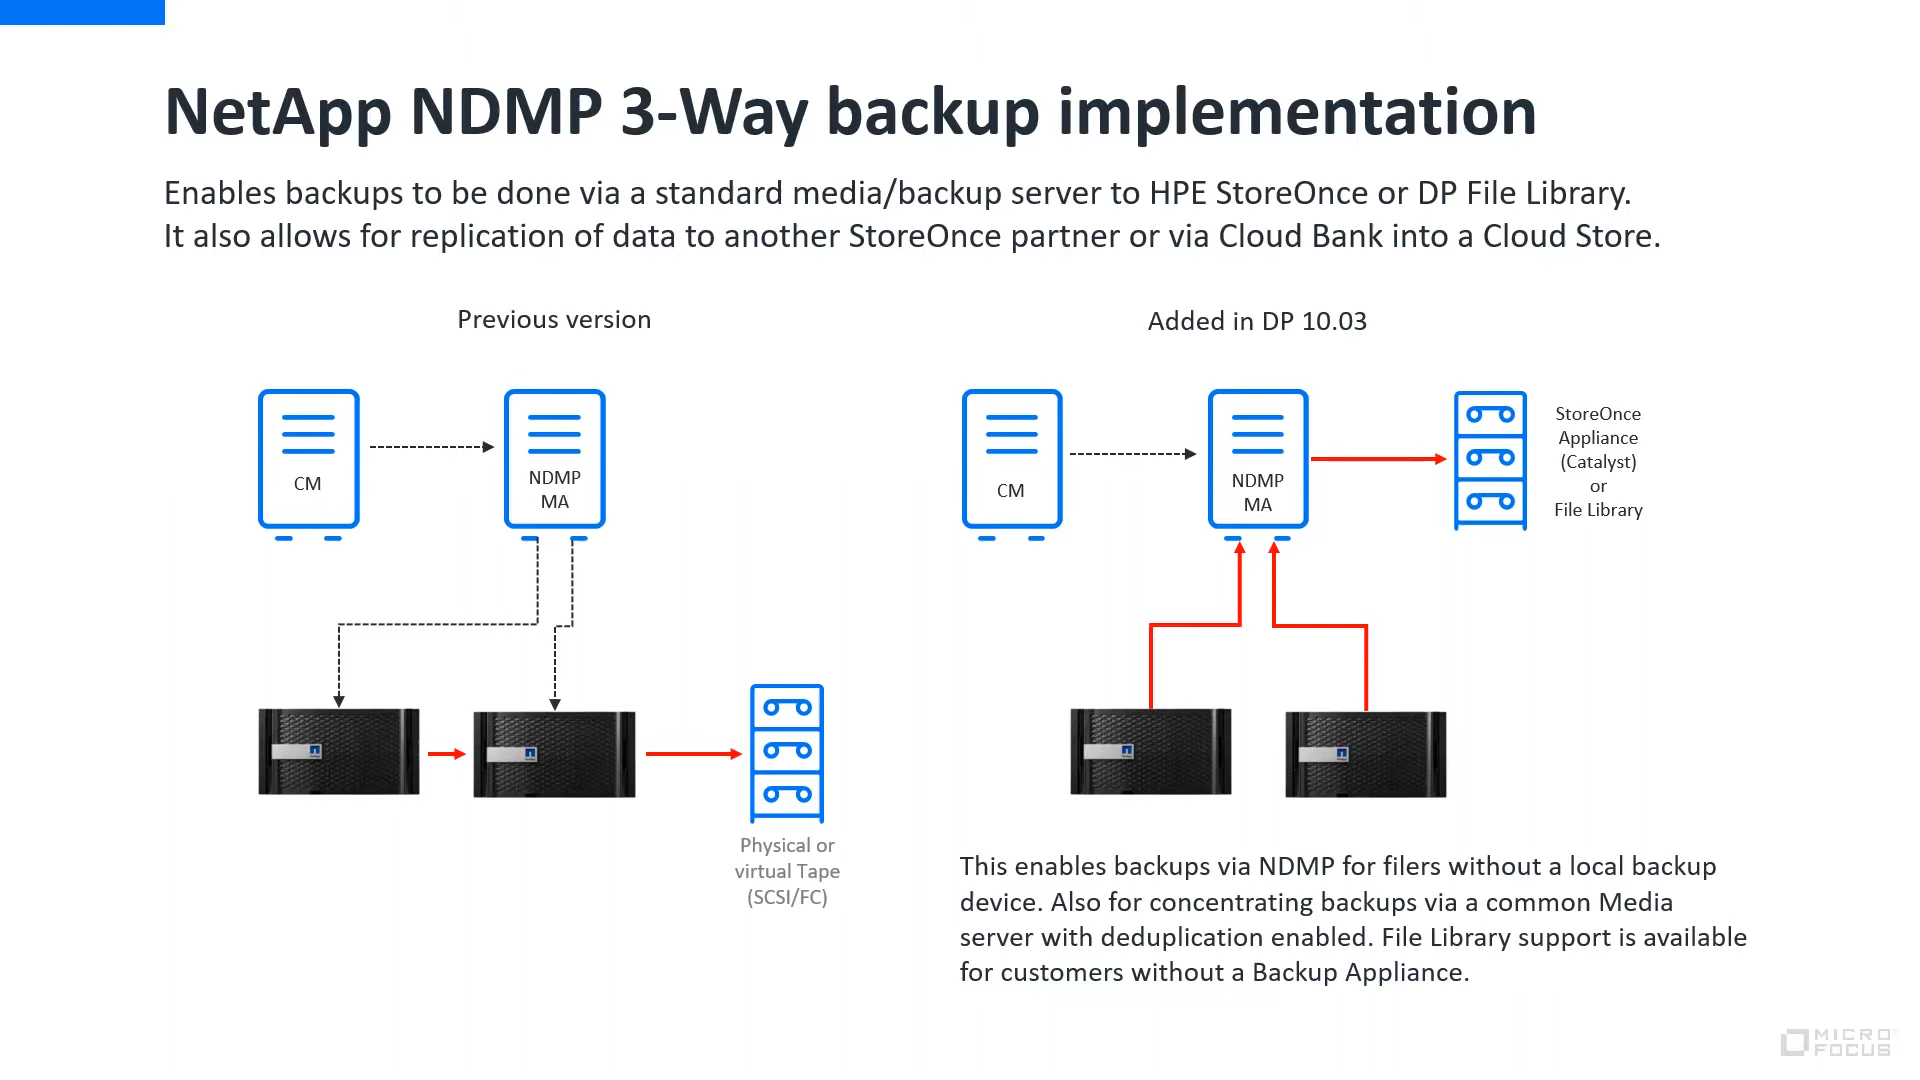 NetApp NDMP 3-Way backup implementation
Enables backups to be done via a standard media/backup server to HPE StoreOnce or DP File Library.
It also allows for replication of data to another StoreOnce partner or via Cloud Bank into a Cloud Store.
Previous version
CM
NDMP
MA
Physical or
virtual Tape
(SCSI/FC)
Added in DP 10.03
CM
NDMP
MA
StoreOnce
Appliance
(Catalyst)
or
File Library
This enables backups via NDMP for filers without a local backup
device. Also for concentrating backups via a common Media
server with deduplication enabled. File Library support is available
for customers without a Backup Appliance.
MICRO
FOCUS